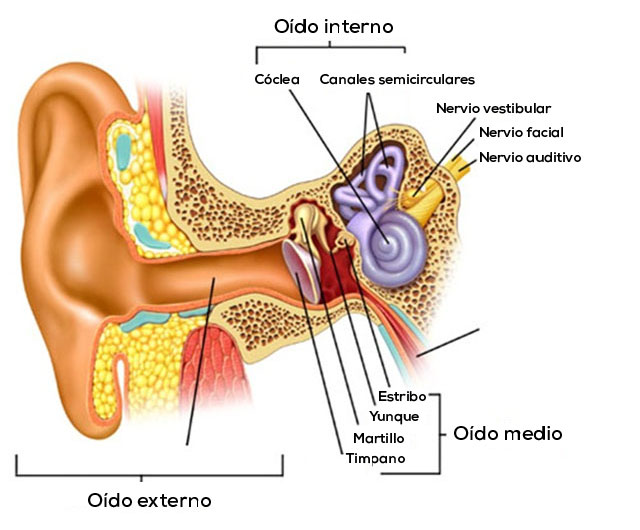 Oído interno
Cóclea
Canales semicirculares
Nervio vestibular
Nervio facial
Nervio auditivo
Estribo
Yunque
Martillo
Timpano
Oído medio
Oído externo